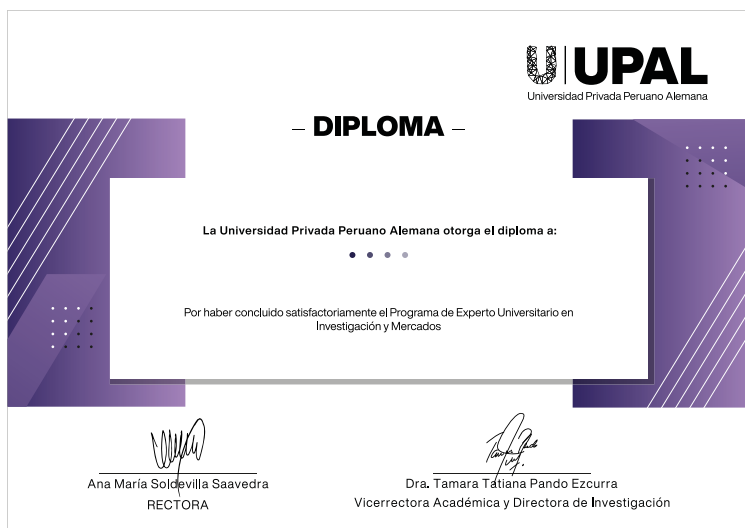 UPAL
Universidad Privada Peruano Alemana
– DIPLOMA –
La Universidad Privada Peruano Alemana otorga el diploma a:
Por haber concluido satisfactoriamente el Programa de Experto Universitario en
Investigación y Mercados
Ana María Soldevilla Saavedra
RECTORA
Dra. Tamara Tatiana Pando Ezcurra
Vicerrectora Académica y Directora de Investigación